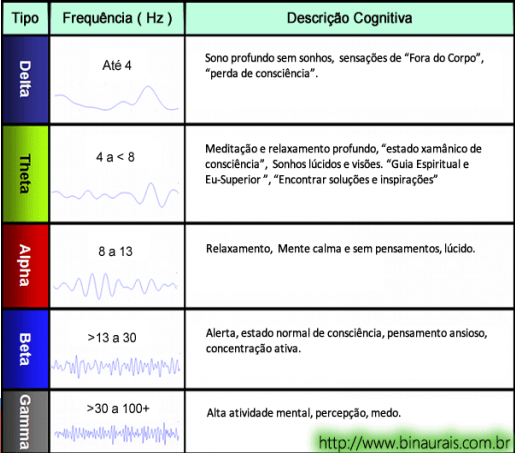 Tipo Frequência ( Hz ) Descrição Cognitiva
Delta
Até 4
Sono profundo sem sonhos, sensações de “Fora do Corpo”,
“perda de consciência”.
Theta
4 a < 8
Meditação e relaxamento profundo, “estado xamânico de
consciência”, Sonhos lúcidos e visões. “Guia Espiritual e
Eu-Superior ”, “Encontrar soluções e inspirações”
Alpha
8 a 13
Relaxamento, Mente calma e sem pensamentos, lúcido.
Beta
>13 a 30
Alerta, estado normal de consciência, pensamento ansioso,
concentração ativa.
Gamma
>30 a 100+
Alta atividade mental, percepção, medo.
http://www.binaurais.com.br